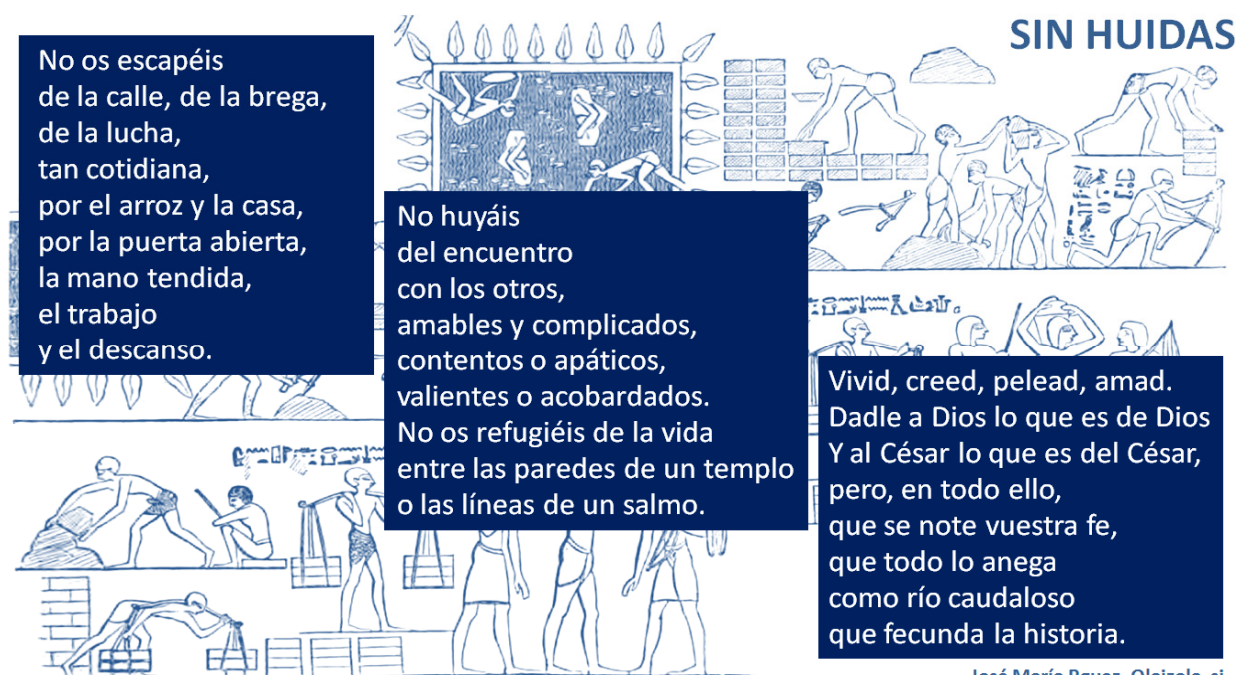 SIN HUIDAS
No os escapéis
de la calle, de la brega,
de la lucha,
tan cotidiana,
por el arroz y la casa,
por la puerta abierta,
la mano tendida,
el trabajo
y el descanso.
No huyáis
del encuentro
con los otros,
amables y complicados,
contentos o apáticos,
valientes o acobardados.
No os refugiéis de la vida
entre las paredes de un templo
o las líneas de un salmo.
Vivid, creed, pelead, amad.
Dadle a Dios lo que es de Dios
Y al César lo que es del César,
pero, en todo ello,
que se note vuestra fe,
que todo lo anega
como río caudaloso
que fecunda la historia.
José María Rguez. Olaizola, sj